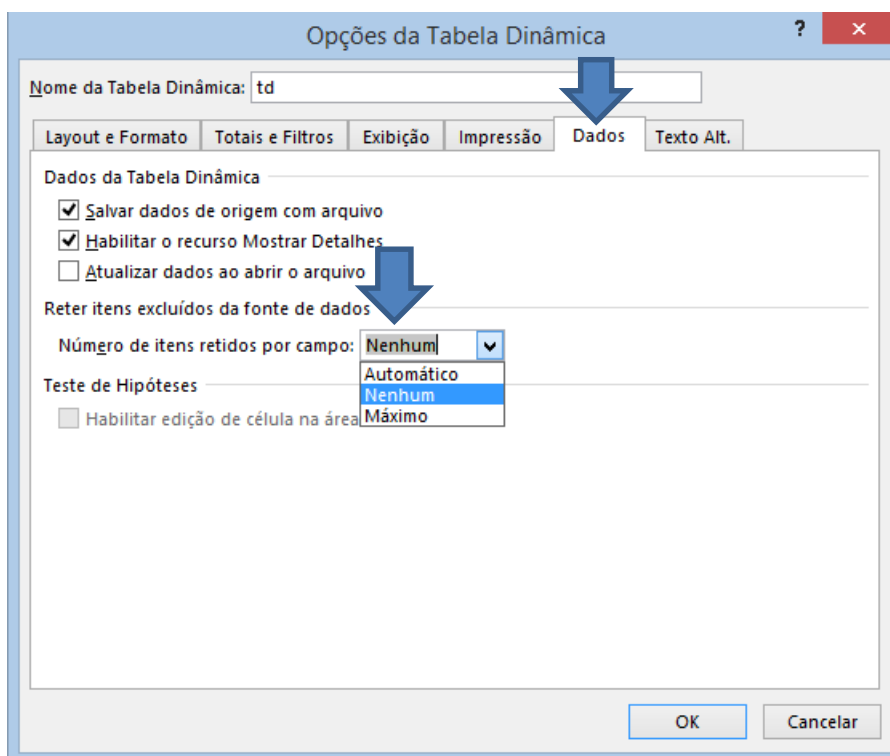 Opções da Tabela Dinâmica
?
Nome da Tabela Dinâmica: td
Layout e Formato Totais e Filtros Exibição Impressão Dados Texto Alt.
Dados da Tabela Dinâmica
Salvar dados de origem com arquivo
Habilitar o recurso Mostrar Detalhes
Atualizar dados ao abrir o arquivo
Reter itens excluídos da fonte de dados
Número de itens retidos por campo: Nenhum
Automático
Nenhum
Máximo
Teste de Hipóteses
Habilitar edição de célula na área
OK Cancelar